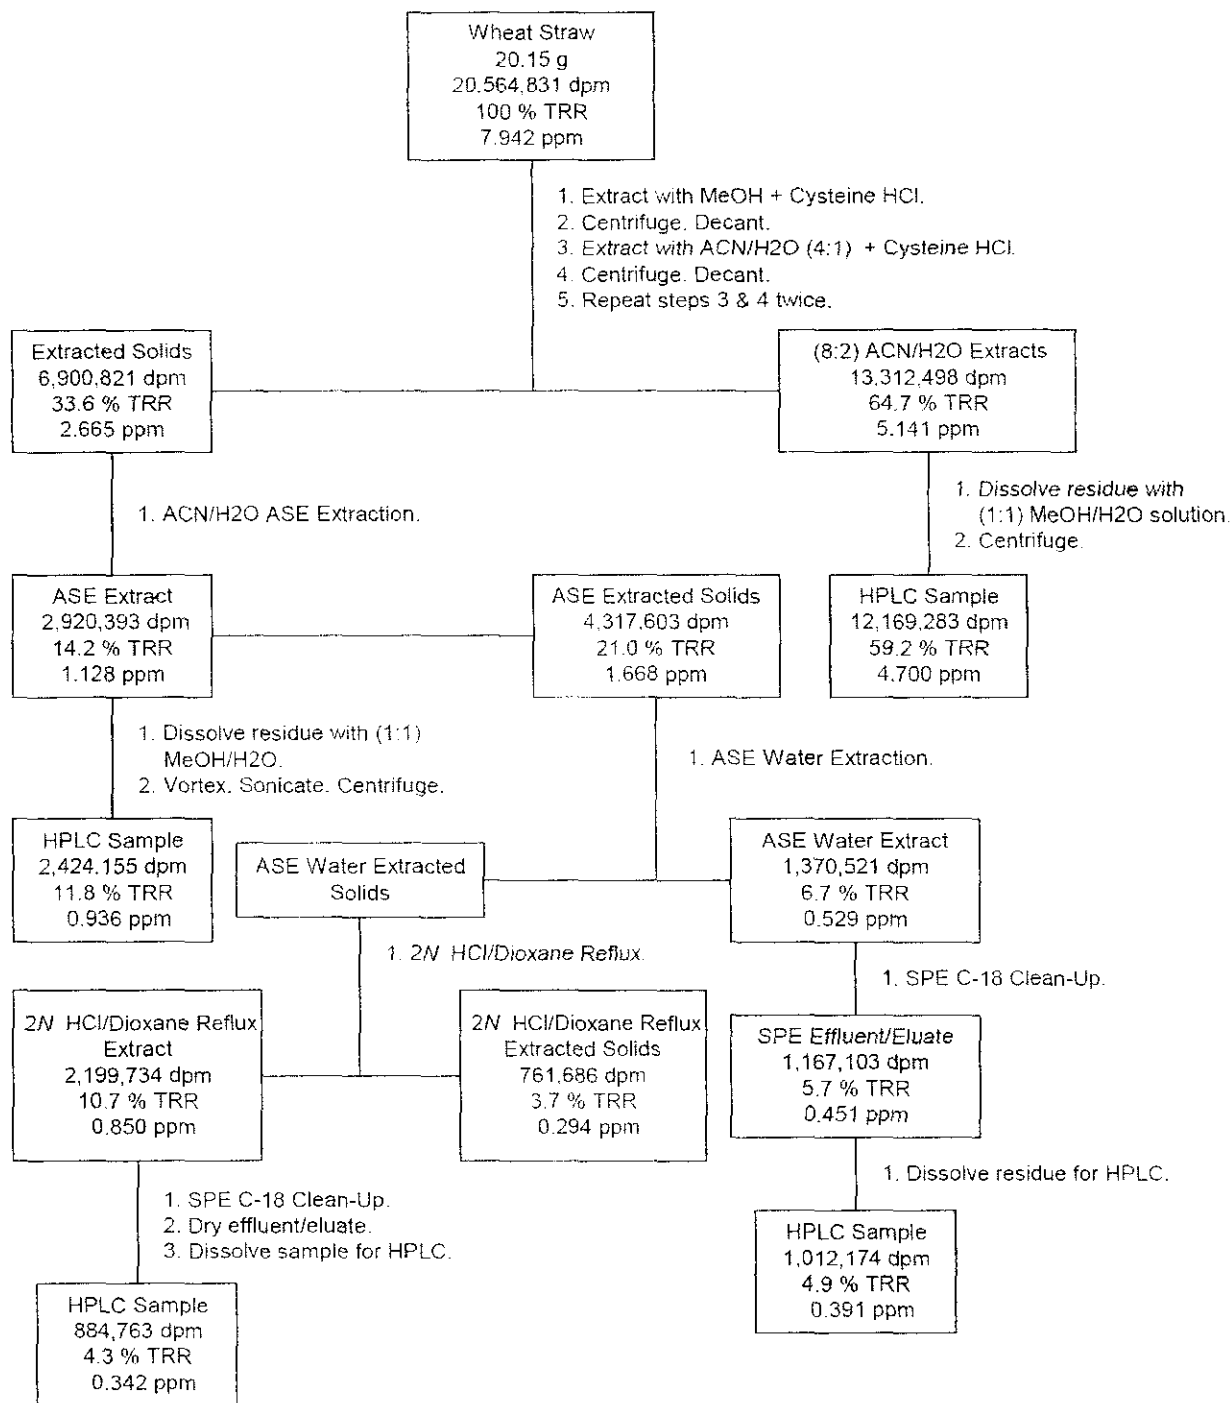 Wheat Straw
20.15 g
20.564,831 dpm
100 % TRR
7.942 ppm
1. Extract with MeOH + Cysteine HCl.
2. Centrifuge. Decant.
3. Extract with ACN/H2O (4:1) + Cysteine HCl.
4. Centrifuge. Decant.
5. Repeat steps 3 & 4 twice.
Extracted Solids
6,900,821 dpm
33.6 % TRR
2.665 ppm
(8:2) ACN/H2O Extracts
13,312,498 dpm
64.7 % TRR
5.141 ppm
1. ACN/H2O ASE Extraction.
1. Dissolve residue with
(1:1) MeOH/H2O solution.
2. Centrifuge.
ASE Extract
2,920,393 dpm
14.2 % TRR
1.128 ppm
ASE Extracted Solids
4,317,603 dpm
21.0 % TRR
1.668 ppm
HPLC Sample
12,169,283 dpm
59.2 % TRR
4.700 ppm
1. Dissolve residue with (1:1)
MeOH/H2O.
2. Vortex. Sonicate. Centrifuge.
1. ASE Water Extraction.
HPLC Sample
2,424.155 dpm
11.8 % TRR
0.936 ppm
ASE Water Extracted
Solids
ASE Water Extract
1,370,521 dpm
6.7 % TRR
0.529 ppm
1. 2N HCl/Dioxane Reflux.
1. SPE C-18 Clean-Up.
2N HCl/Dioxane Reflux
Extract
2,199,734 dpm
10.7 % TRR
0.850 ppm
2N HCl/Dioxane Reflux
Extracted Solids
761,686 dpm
3.7 % TRR
0.294 ppm
SPE Effluent/Eluate
1,167,103 dpm
5.7 % TRR
0.451 ppm
1. SPE C-18 Clean-Up.
2. Dry effluent/eluate.
3. Dissolve sample for HPLC.
1. Dissolve residue for HPLC.
HPLC Sample
884,763 dpm
4.3 % TRR
0.342 ppm
HPLC Sample
1,012,174 dpm
4.9 % TRR
0.391 ppm